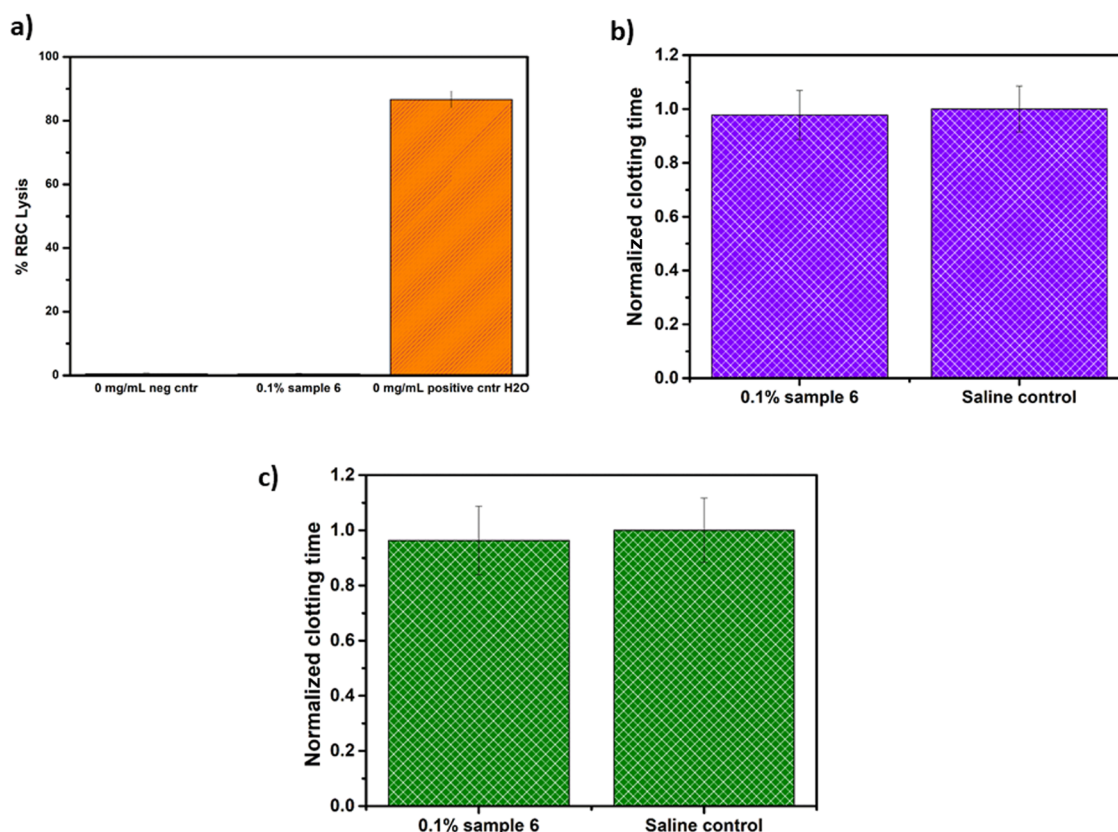 a)
100
80
60
40
20
0
% RBC Lysis
0 mg/mL neg cntr 0.1% sample 6 0 mg/mL positive cntr H2O
b)
1.2
1.0
0.8
0.6
0.4
0.2
0.0
Normalized clotting time
0.1% sample 6 Saline control
c)
1.2
1.0
0.8
0.6
0.4
0.2
0.0
Normalized clotting time
0.1% sample 6 Saline control